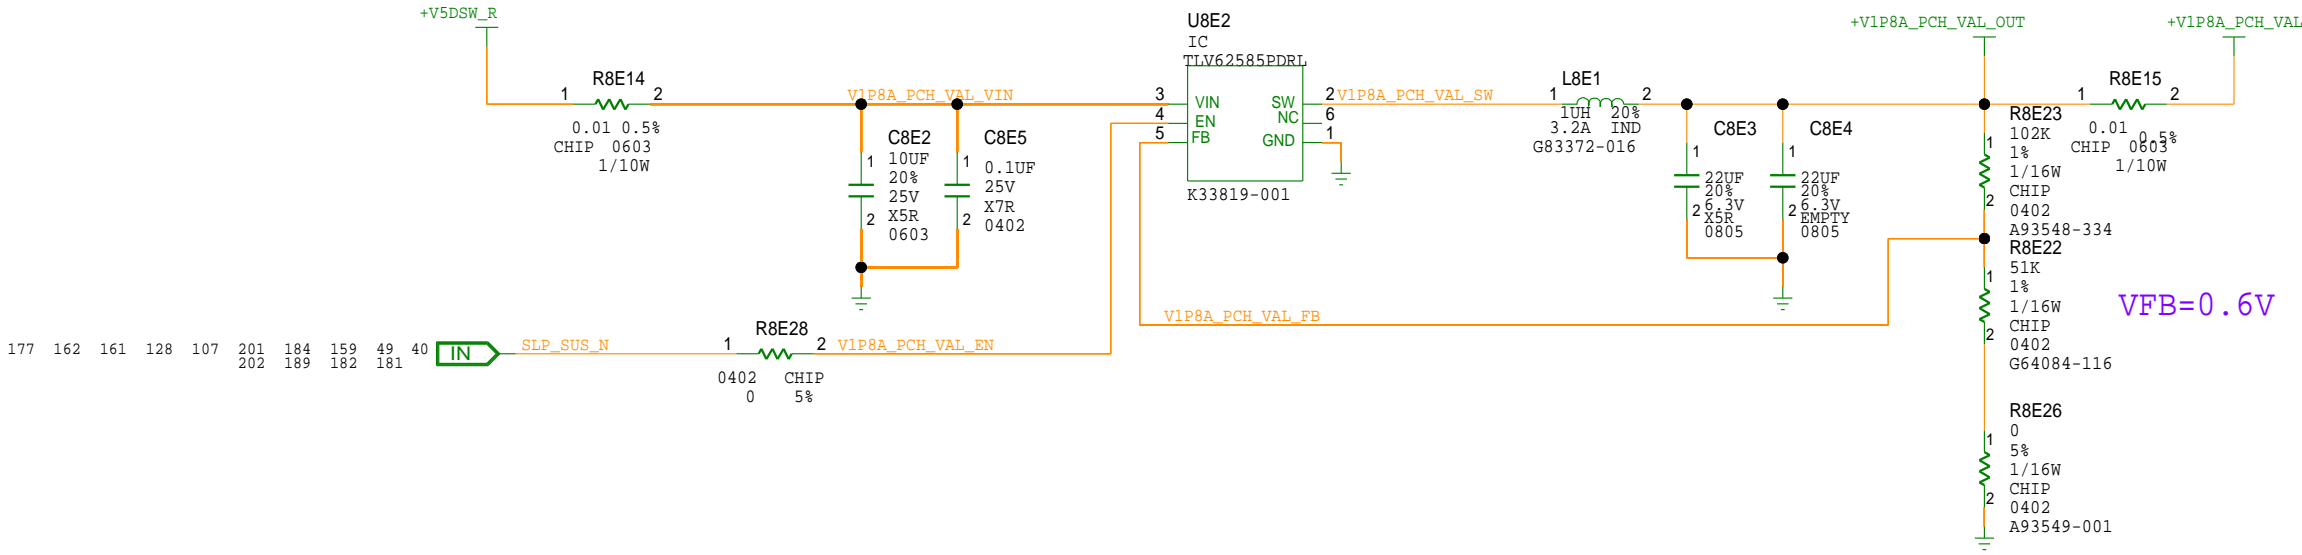 +V5DSW_R
R8E14
1 2
0.01 0.5%
CHIP 0603
1/10W
V1P8A_PCH_VAL_VIN
C8E2
1
10UF
20%
25V
X5R
2
0603
C8E5
1
0.1UF
25V
X7R
2
0402
U8E2
IC
TLV62585PDRL
3 VIN
4 EN
5 FB
SW 2
NC 6
GND 1
K33819-001
V1P8A_PCH_VAL_SW
L8E1
1 2
1UH 20%
3.2A IND
G83372-016
C8E3
1
22UF
20%
6.3V
2 X5R
0805
C8E4
1
22UF
20%
6.3V
2 EMPTY
0805
+V1P8A_PCH_VAL_OUT
+V1P8A_PCH_VAL
R8E15
1 2
0.01 0.5%
CHIP 0603
1/10W
R8E23
102K
1
1%
1/16W
CHIP
2
0402
A93548-334
R8E22
51K
1
1%
1/16W
CHIP
2
0402
G64084-116
VFB=0.6V
V1P8A_PCH_VAL_FB
R8E26
0
1
5%
1/16W
CHIP
2
0402
A93549-001
177 162 161 128 107 201 184 159 49 40
202 189 182 181
IN
SLP_SUS_N
R8E28
1 2
0402 CHIP
0 5%
V1P8A_PCH_VAL_EN